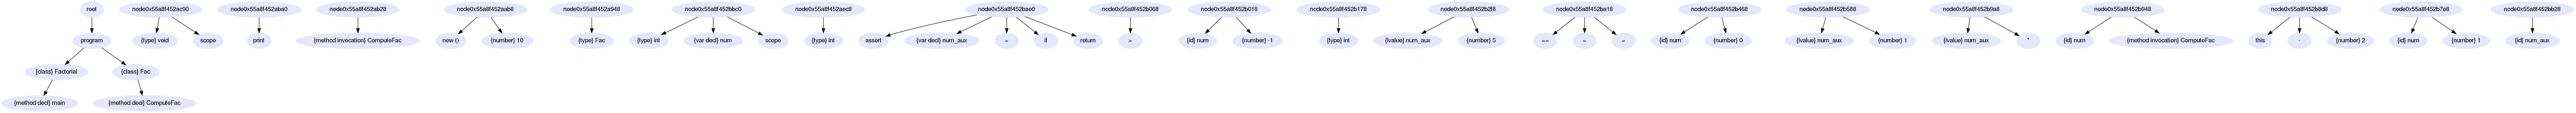 root node0x55a8f452ac90 node0x55a8f452aba0 node0x55a8f452ab28 node0x55a8f452aab8 node0x55a8f452a948 node0x55a8f452bbc0 node0x55a8f452aec8 node0x55a8f452bae0 node0x55a8f452b068 node0x55a8f452b018 node0x55a8f452b178 node0x55a8f452b2f8 node0x55a8f452ba18 node0x55a8f452b468 node0x55a8f452b588 node0x55a8f452b9a8 node0x55a8f452b948 node0x55a8f452b8d8 node0x55a8f452b7e8 node0x55a8f452bb28
program {type} void scope print {method invocation} ComputeFac new () {number} 10 {type} Fac {type} int {var decl} num scope {type} int assert {var decl} num_aux = if return > {id} num {number} -1 {type} int {lvalue} num_aux {number} 5 == = = {id} num {number} 0 {lvalue} num_aux {number} 1 {lvalue} num_aux * {id} num {method invocation} ComputeFac this - {number} 2 {id} num {number} 1 {id} num_aux
{class} Factorial {class} Fac
{method decl} main {method decl} ComputeFac